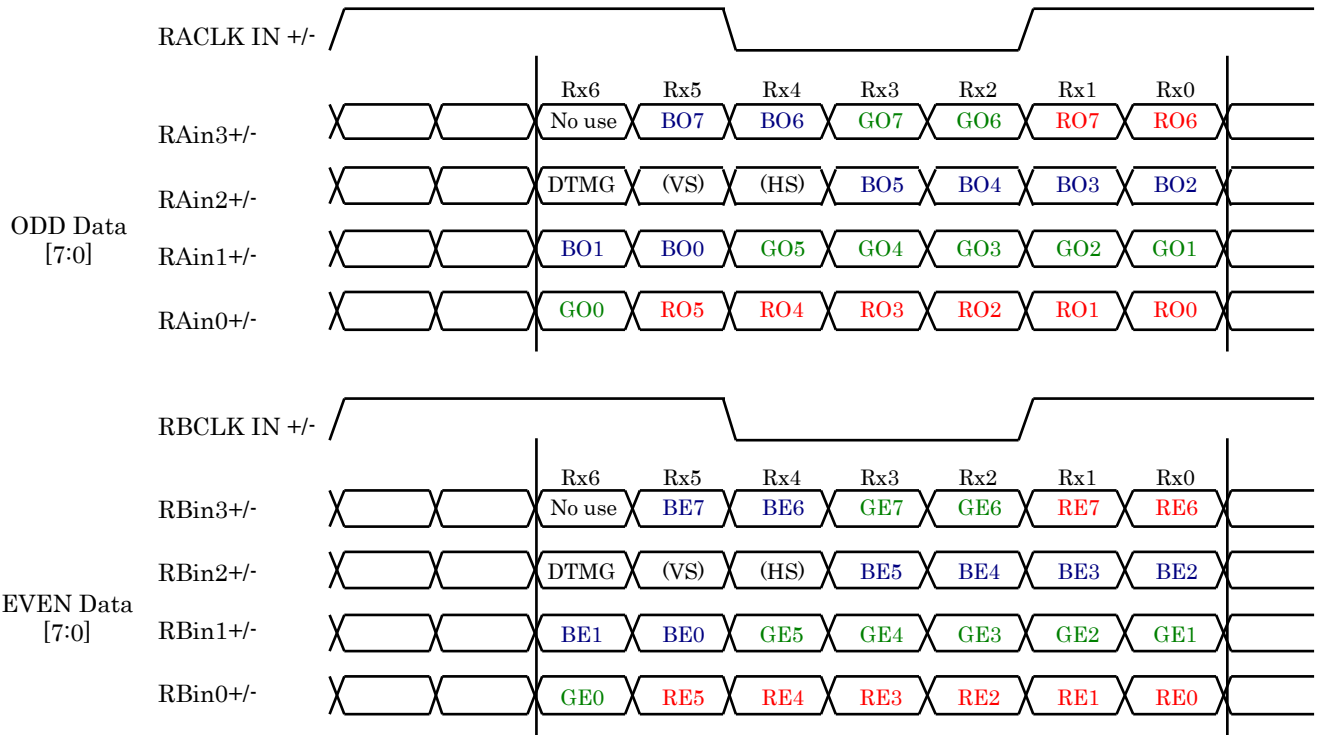 RACLK IN +/-
Rx6 Rx5 Rx4 Rx3 Rx2 Rx1 Rx0
RAin3+/- No use BO7 BO6 GO7 GO6 RO7 RO6
RAin2+/- DTMG (VS) (HS) BO5 BO4 BO3 BO2
ODD Data
[7:0]
RAin1+/- BO1 BO0 GO5 GO4 GO3 GO2 GO1
RAin0+/- GO0 RO5 RO4 RO3 RO2 RO1 RO0
RBCLK IN +/-
Rx6 Rx5 Rx4 Rx3 Rx2 Rx1 Rx0
RBin3+/- No use BE7 BE6 GE7 GE6 RE7 RE6
RBin2+/- DTMG (VS) (HS) BE5 BE4 BE3 BE2
EVEN Data
[7:0]
RBin1+/- BE1 BE0 GE5 GE4 GE3 GE2 GE1
RBin0+/- GE0 RE5 RE4 RE3 RE2 RE1 RE0